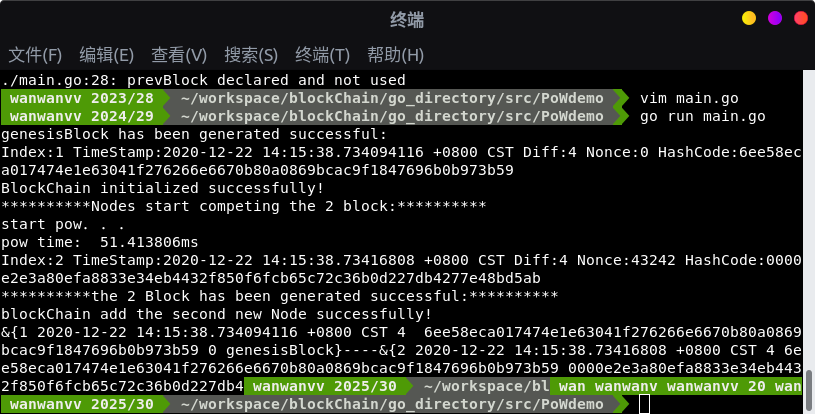 终端
文件(F) 编辑(E) 查看(V) 搜索(S) 终端(T) 帮助(H)
./main.go:28: prevBlock declared and not used
wanwanvv 2023/28 ~/workspace/blockChain/go_directory/src/PoWdemo vim main.go
wanwanvv 2024/29 ~/workspace/blockChain/go_directory/src/PoWdemo go run main.go
genesisBlock has been generated successful:
Index:1 TimeStamp:2020-12-22 14:15:38.734094116 +0800 CST Diff:4 Nonce:0 HashCode:6ee58ec
a017474e1e63041f276266e6670b80a0869bcac9f1847696b0b973b59
BlockChain initialized successfully!
**********Nodes start competing the 2 block:**********
start pow. . .
pow time:  51.413806ms
Index:2 TimeStamp:2020-12-22 14:15:38.73416808 +0800 CST Diff:4 Nonce:43242 HashCode:0000
e2e3a80efa8833e34eb4432f850f6fcb65c72c36b0d227db4277e48bd5ab
**********the 2 Block has been generated successful:**********
blockChain add the second new Node successfully!
&{1 2020-12-22 14:15:38.734094116 +0800 CST 4  6ee58eca017474e1e63041f276266e6670b80a0869
bcac9f1847696b0b973b59 0 genesisBlock}----&{2 2020-12-22 14:15:38.73416808 +0800 CST 4 6e
e58eca017474e1e63041f276266e6670b80a0869bcac9f1847696b0b973b59 0000e2e3a80efa8833e34eb443
2f850f6fcb65c72c36b0d227db4 wanwanvv 2025/30 ~/workspace/bl wan wanwanv wanwanvv 20 wan
wanwanvv 2025/30 ~/workspace/blockChain/go_directory/src/PoWdemo